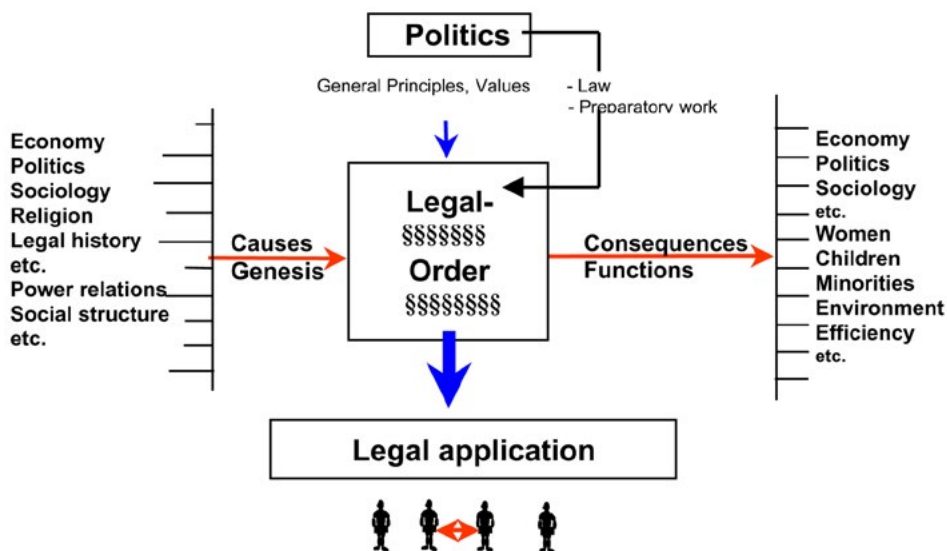 Politics
General Principles, Values
- Law
- Preparatory work
Economy
Politics
Sociology
Religion
Legal history
etc.
Power relations
Social structure
etc.
Causes
Genesis
Legal-
§§§§§§§
Order
§§§§§§§§
Consequences
Functions
Economy
Politics
Sociology
etc.
Women
Children
Minorities
Environment
Efficiency
etc.
Legal application